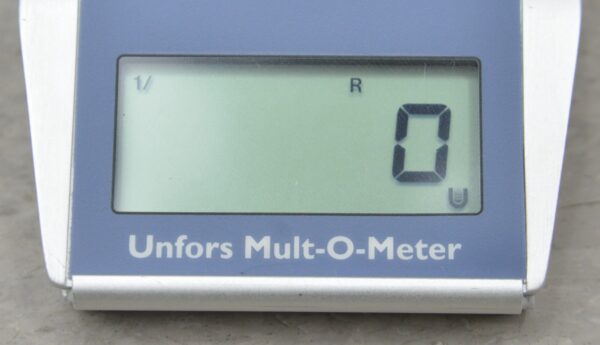 1/ R
0
Unfors Mult-O-Meter